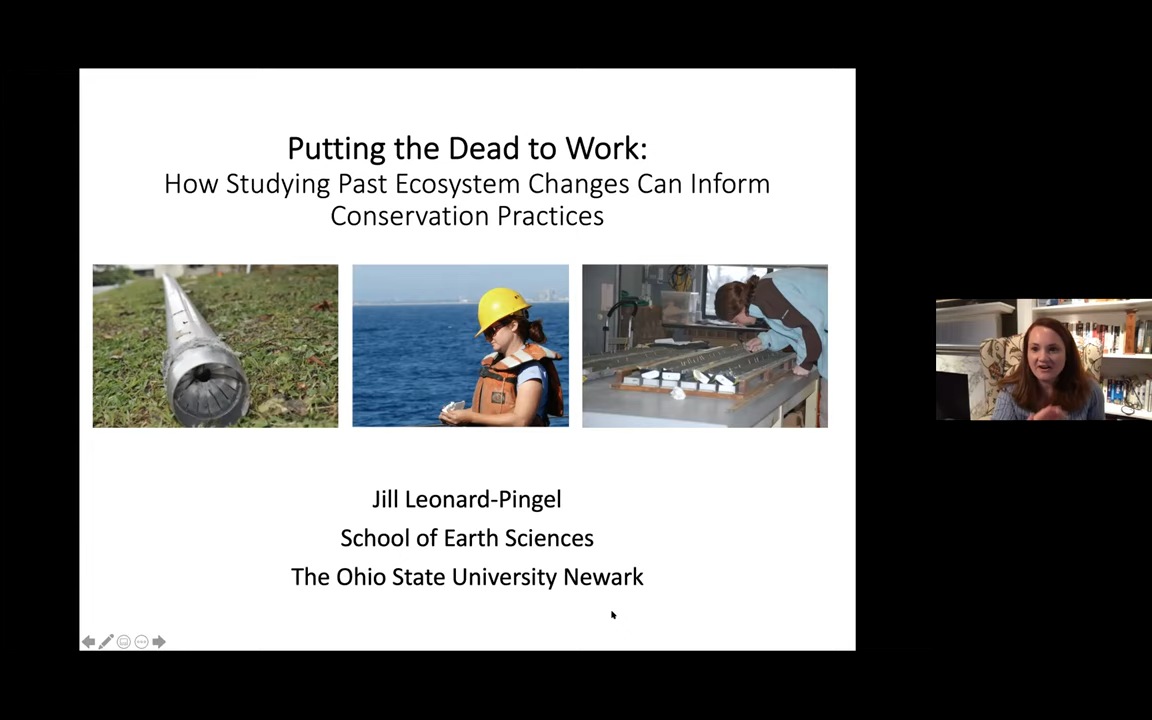 Putting the Dead to Work:
How Studying Past Ecosystem Changes Can Inform
Conservation Practices
Jill Leonard-Pingel
School of Earth Sciences
The Ohio State University Newark